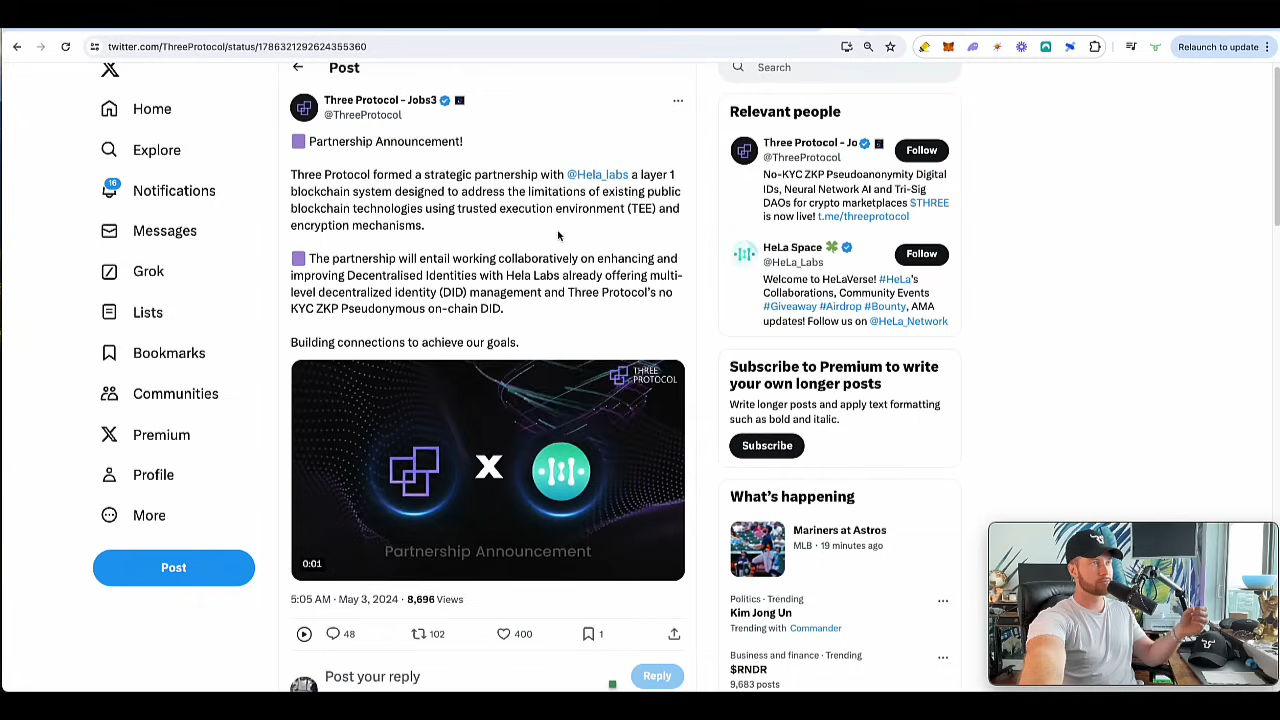 twitter.com/ThreeProtocol/status/1786321292624355360
Relaunch to update
Home
Explore
16
Notifications
Messages
Grok
Lists
Bookmarks
Communities
Premium
Profile
More
Post
Post
Three Protocol - Jobs3
@ThreeProtocol
Partnership Announcement!
Three Protocol formed a strategic partnership with @Hela_labs a layer 1
blockchain system designed to address the limitations of existing public
blockchain technologies using trusted execution environment (TEE) and
encryption mechanisms.
The partnership will entail working collaboratively on enhancing and
improving Decentralised Identities with Hela Labs already offering multi-
level decentralized identity (DID) management and Three Protocol's no
KYC ZKP Pseudonymous on-chain DID.
Building connections to achieve our goals.
THREE
PROTOCOL
X
Partnership Announcement
0:01
5:05 AM · May 3, 2024 · 8,696 Views
48
102
400
1
Post your reply
Reply
Search
Relevant people
Three Protocol - Jo
@ThreeProtocol
Follow
No-KYC ZKP Pseudoanonymity Digital
IDs, Neural Network AI and Tri-Sig
DAOs for crypto marketplaces $THREE
is now live! t.me/threeprotocol
HeLa Space
@HeLa_Labs
Follow
Welcome to HeLaVerse! #HeLa's
Collaborations, Community Events
#Giveaway #Airdrop #Bounty, AMA
updates! Follow us on @HeLa_Network
Subscribe to Premium to write
your own longer posts
Write longer posts and apply text formatting
such as bold and italic.
Subscribe
What's happening
Mariners at Astros
MLB · 19 minutes ago
Politics · Trending
Kim Jong Un
Trending with Commander
Business and finance · Trending
$RNDR
9,683 posts